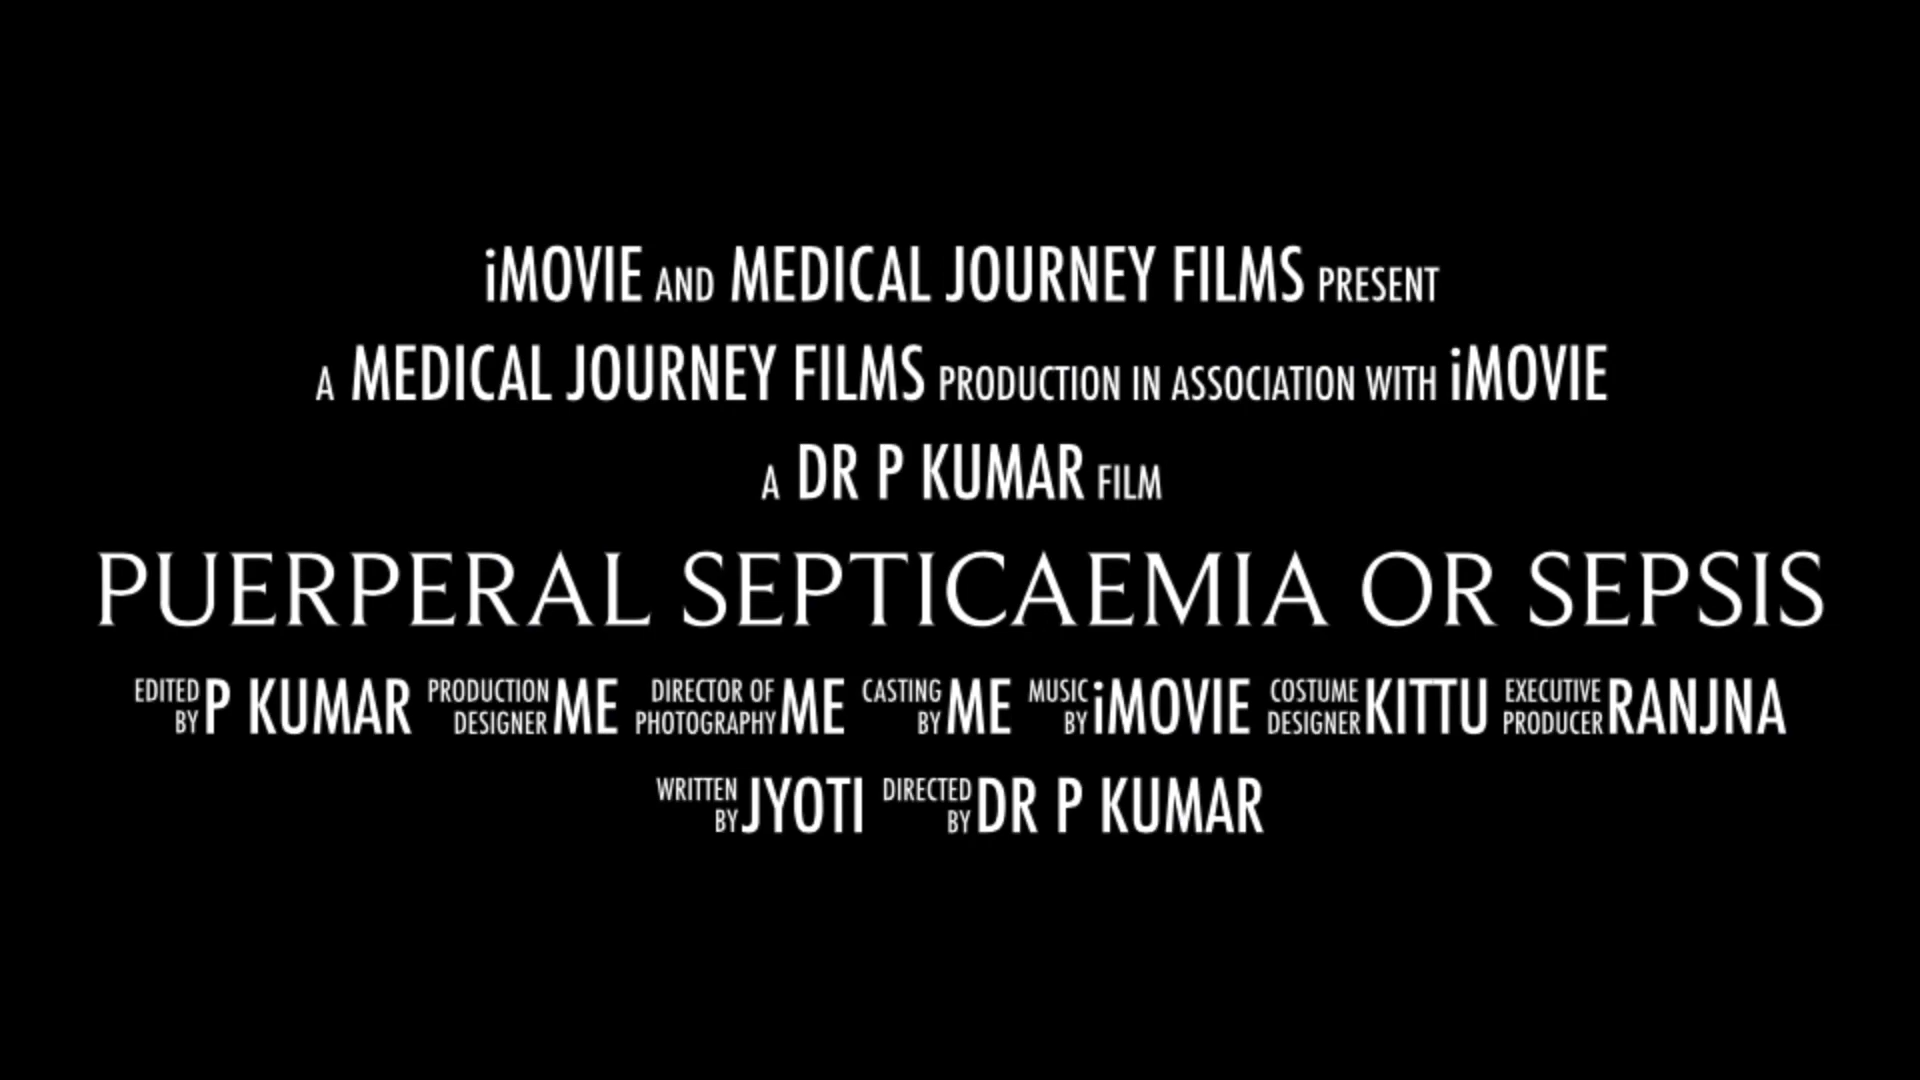 iMOVIE AND MEDICAL JOURNEY FILMS PRESENT
A MEDICAL JOURNEY FILMS PRODUCTION IN ASSOCIATION WITH iMOVIE
A DR P KUMAR FILM
PUERPERAL SEPTICAEMIA OR SEPSIS
EDITED BY P KUMAR PRODUCTION DESIGNER ME DIRECTOR OF PHOTOGRAPHY ME CASTING BY ME MUSIC BY iMOVIE COSTUME DESIGNER KITTU EXECUTIVE PRODUCER RANJNA
WRITTEN BY JYOTI DIRECTED BY DR P KUMAR